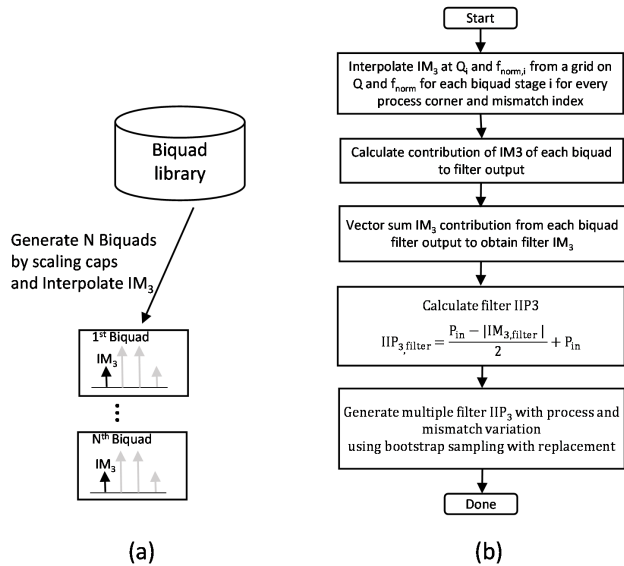 Biquad
library
Generate N Biquads
by scaling caps
and Interpolate IM₃
1ˢᵗ Biquad
IM₃
Nᵗʰ Biquad
IM₃
(a)
Start
Interpolate IM₃ at Qᵢ and fₙₒᵣₘ,ᵢ from a grid on
Q and fₙₒᵣₘ for each biquad stage i for every
process corner and mismatch index
Calculate contribution of IM3 of each biquad
to filter output
Vector sum IM₃ contribution from each biquad
filter output to obtain filter IM₃
Calculate filter IIP3
IIP₃,filter = (Pᵢₙ − |IM₃,filter |)/2 + Pᵢₙ
Generate multiple filter IIP₃ with process and
mismatch variation
using bootstrap sampling with replacement
Done
(b)